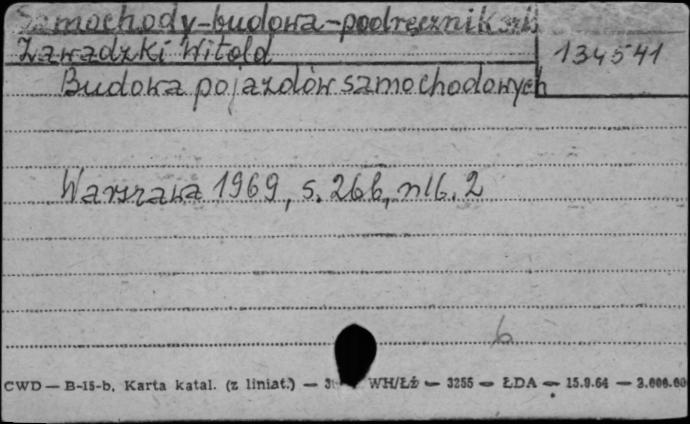 Samochody-budowa-podręcznik szk
Zawadzki Witold
134541
Budowa pojazdów samochodowych
Warszawa 1969, s. 266, nlb. 2
6
CWD — B-15-b. Karta katal. (z liniat.) — WH/Łź — 3255 — ŁDA — 15.9.64 — 3.000.00